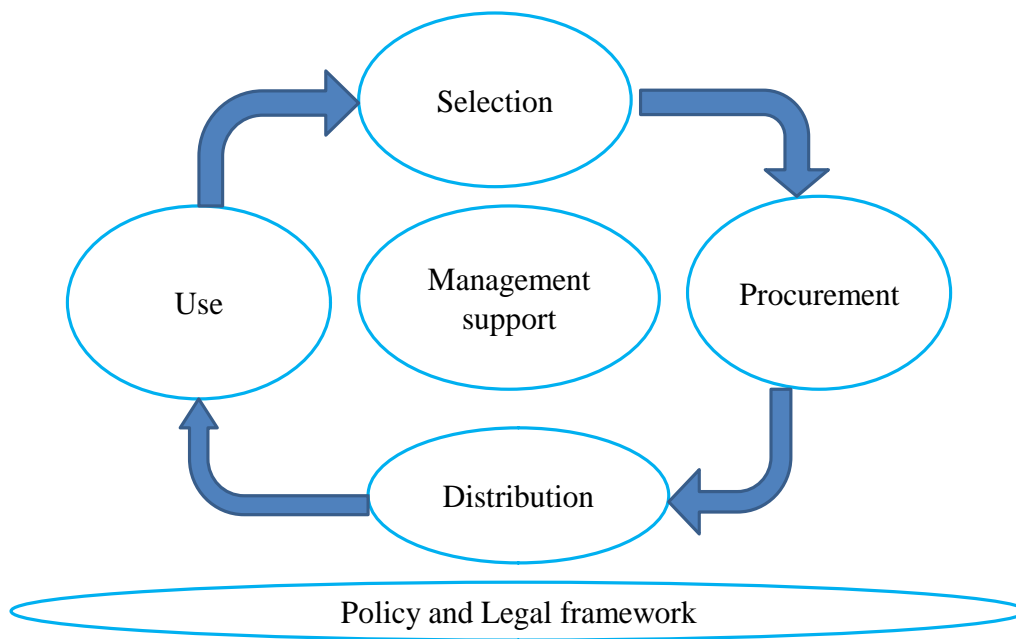 Selection
Use
Management
support
Procurement
Distribution
Policy and Legal framework